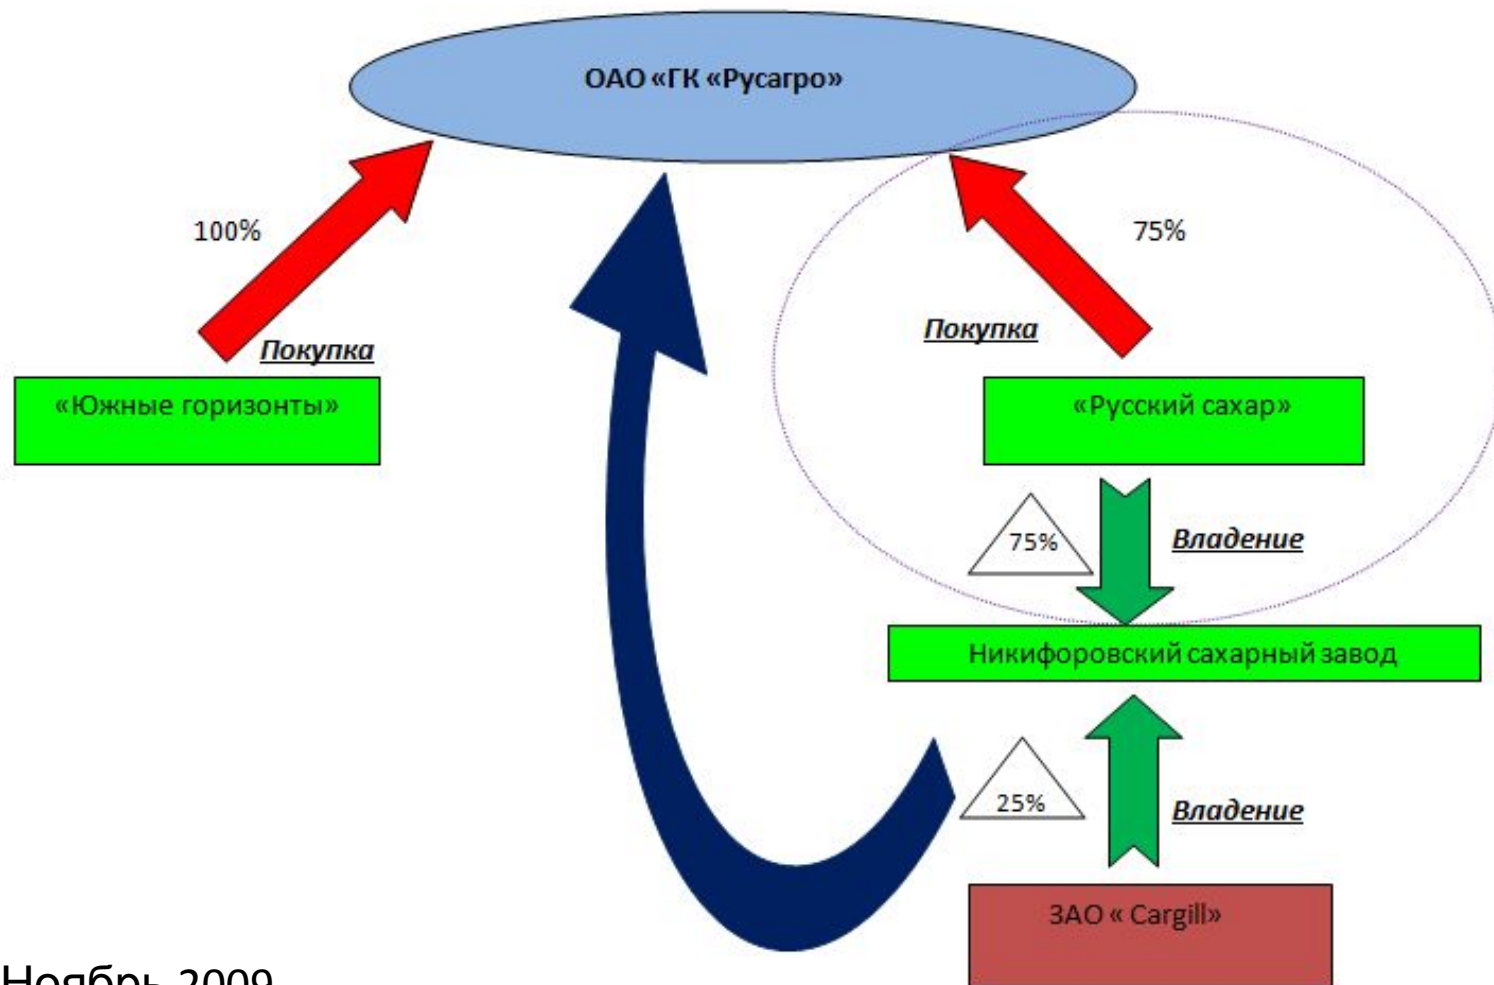 ОАО «ГК «Русагро»
100%
75%
Покупка
Покупка
«Южные горизонты»
«Русский сахар»
75%
Владение
Никифоровский сахарный завод
25%
Владение
ЗАО « Cargill»
Ноябрь 2009